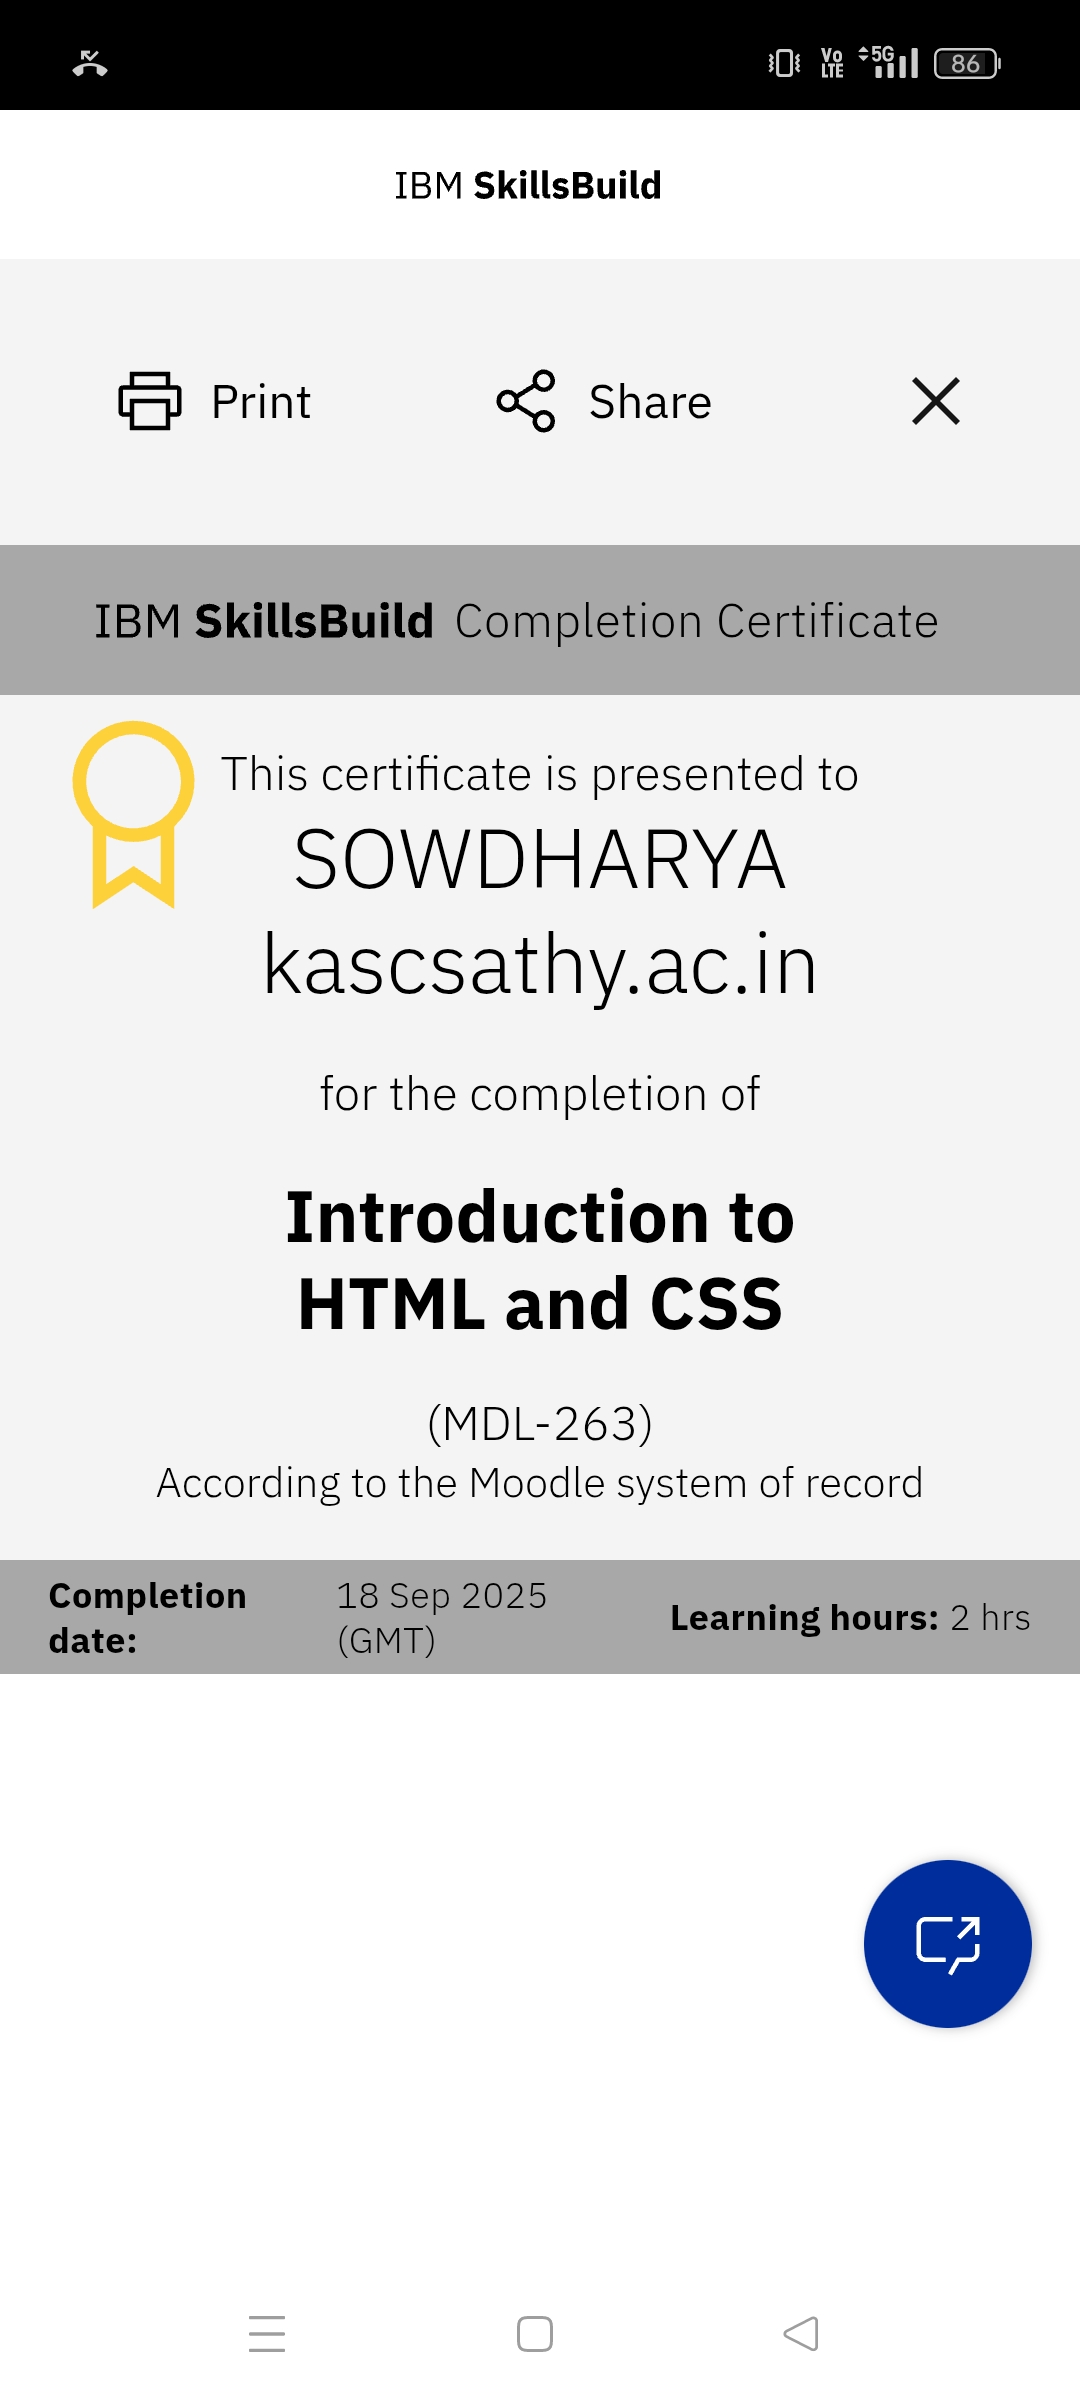 Vo LTE 5G 86
IBM SkillsBuild
Print Share
IBM SkillsBuild Completion Certificate
This certificate is presented to
SOWDHARYA
kascsathy.ac.in
for the completion of
Introduction to
HTML and CSS
(MDL-263)
According to the Moodle system of record
Completion date: 18 Sep 2025 (GMT) Learning hours: 2 hrs